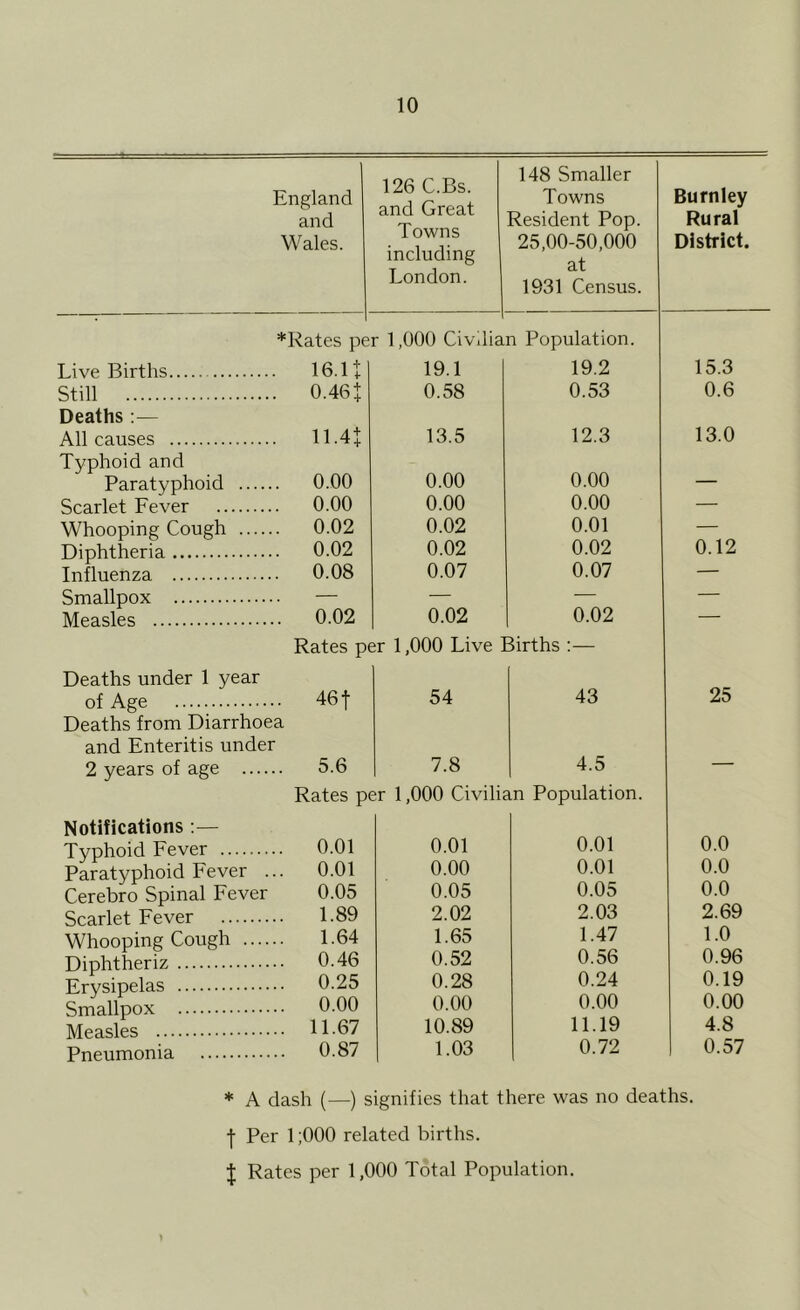 10
England and Wales. | 126 C.Bs. and Great Towns including London. | 148 Smaller Towns Resident Pop. 25,00-50,000 at 1931 Census. | Burnley Rural District.
*Rates per 1,000 Civilian Population.
Live Births..... ......... 16.1‡ 19.1 19.2 15.3
Still ..................... 0.46‡ 0.58 0.53 0.6
Deaths :—
All causes ............... 11.4‡ 13.5 12.3 13.0
Typhoid and
Paratyphoid ...... 0.00 0.00 0.00 —
Scarlet Fever ......... 0.00 0.00 0.00 —
Whooping Cough ...... 0.02 0.02 0.01 —
Diphtheria ............... 0.02 0.02 0.02 0.12
Influenza ............... 0.08 0.07 0.07 —
Smallpox ............... — — — —
Measles .................. 0.02 0.02 0.02 —
Rates per 1,000 Live Births :—
Deaths under 1 year
of Age ............... 46† 54 43 25
Deaths from Diarrhoea
and Enteritis under
2 years of age ...... 5.6 7.8 4.5 —
Rates per 1,000 Civilian Population.
Notifications :—
Typhoid Fever ......... 0.01 0.01 0.01 0.0
Paratyphoid Fever ... 0.01 0.00 0.01 0.0
Cerebro Spinal Fever 0.05 0.05 0.05 0.0
Scarlet Fever ......... 1.89 2.02 2.03 2.69
Whooping Cough ...... 1.64 1.65 1.47 1.0
Diphtheriz ............... 0.46 0.52 0.56 0.96
Erysipelas ............... 0.25 0.28 0.24 0.19
Smallpox ............... 0.00 0.00 0.00 0.00
Measles .................. 11.67 10.89 11.19 4.8
Pneumonia ............ 0.87 1.03 0.72 0.57
* A dash (—) signifies that there was no deaths.
† Per 1;000 related births.
‡ Rates per 1,000 Total Population.